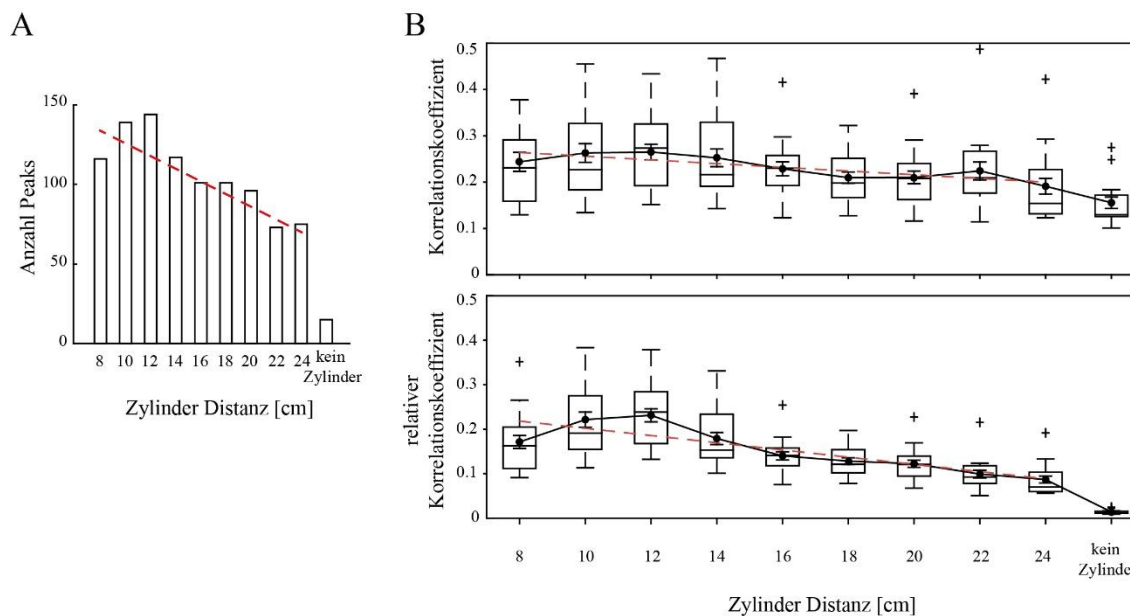 A
Anzahl Peaks
150
100
50
0
8 10 12 14 16 18 20 22 24 kein
Zylinder
Zylinder Distanz [cm]
B
Korrelationskoeffizient
0.5
0.4
0.3
0.2
0.1
0
relativer
Korrelationskoeffizient
0.5
0.4
0.3
0.2
0.1
0
8 10 12 14 16 18 20 22 24 kein
Zylinder
Zylinder Distanz [cm]